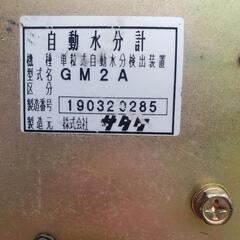 自動水分計
機種 単粒式自動水分検出装置
型式名 GM2A
区分
製造番号 190320285
製造元 株式会社 サタケ